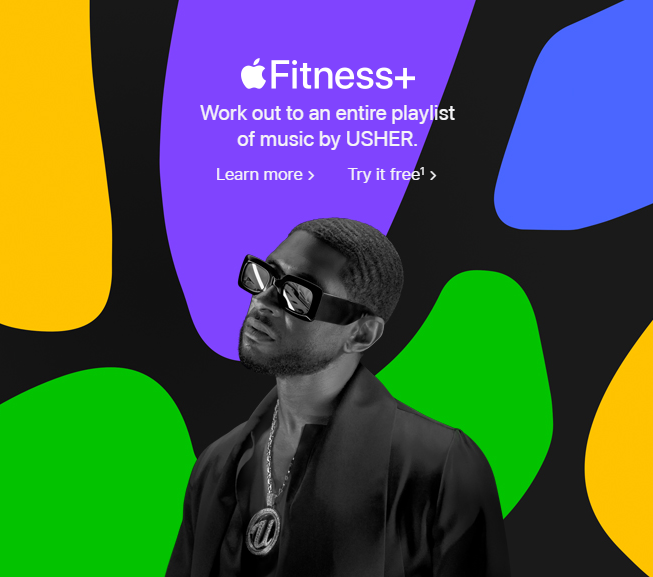 Fitness+
Work out to an entire playlist
of music by USHER.
Learn more >
Try it free¹ >
U